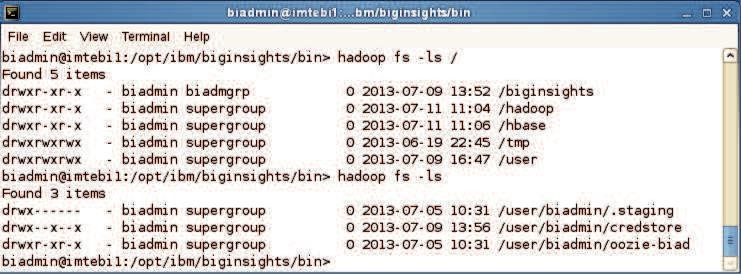 biadmin@imtebi1:...bm/biginsights/bin
File Edit View Terminal Help
biadmin@imtebi1:/opt/ibm/biginsights/bin> hadoop fs -ls /
Found 5 items
drwxr-xr-x - biadmin biadmgrp 0 2013-07-09 13:52 /biginsights
drwxr-xr-x - biadmin supergroup 0 2013-07-11 11:04 /hadoop
drwxr-xr-x - biadmin supergroup 0 2013-07-11 11:06 /hbase
drwxrwxrwx - biadmin supergroup 0 2013-06-19 22:45 /tmp
drwxrwxrwx - biadmin supergroup 0 2013-07-09 16:47 /user
biadmin@imtebi1:/opt/ibm/biginsights/bin> hadoop fs -ls
Found 3 items
drwx------ - biadmin supergroup 0 2013-07-05 10:31 /user/biadmin/.staging
drwx--x--x - biadmin supergroup 0 2013-07-09 13:56 /user/biadmin/credstore
drwxr-xr-x - biadmin supergroup 0 2013-07-05 10:31 /user/biadmin/oozie-biad
biadmin@imtebi1:/opt/ibm/biginsights/bin>